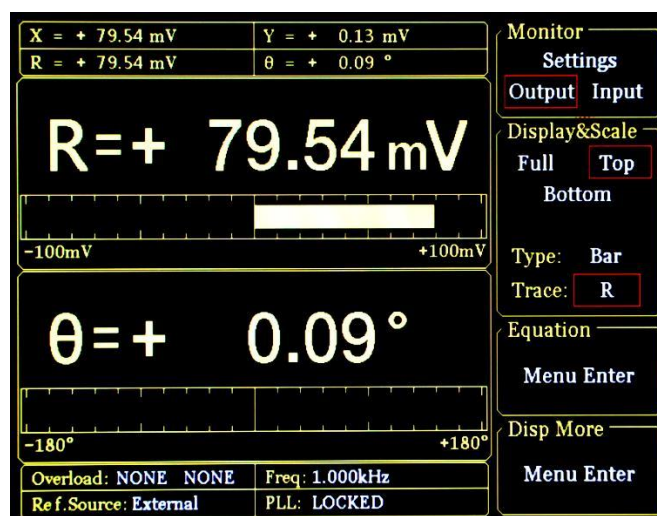 X = + 79.54 mV
Y = + 0.13 mV
R = + 79.54 mV
θ = + 0.09 °
R=+ 79.54 mV
-100mV +100mV
θ=+ 0.09°
-180° +180°
Overload: NONE NONE
Freq: 1.000kHz
Ref.Source: External
PLL: LOCKED
Monitor
Settings
Output Input
Display&Scale
Full Top
Bottom
Type: Bar
Trace: R
Equation
Menu Enter
Disp More
Menu Enter